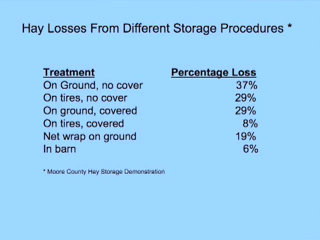 Hay Losses From Different Storage Procedures *
Treatment Percentage Loss
On Ground, no cover 37%
On tires, no cover 29%
On ground, covered 29%
On tires, covered 8%
Net wrap on ground 19%
In barn 6%
* Moore County Hay Storage Demonstration